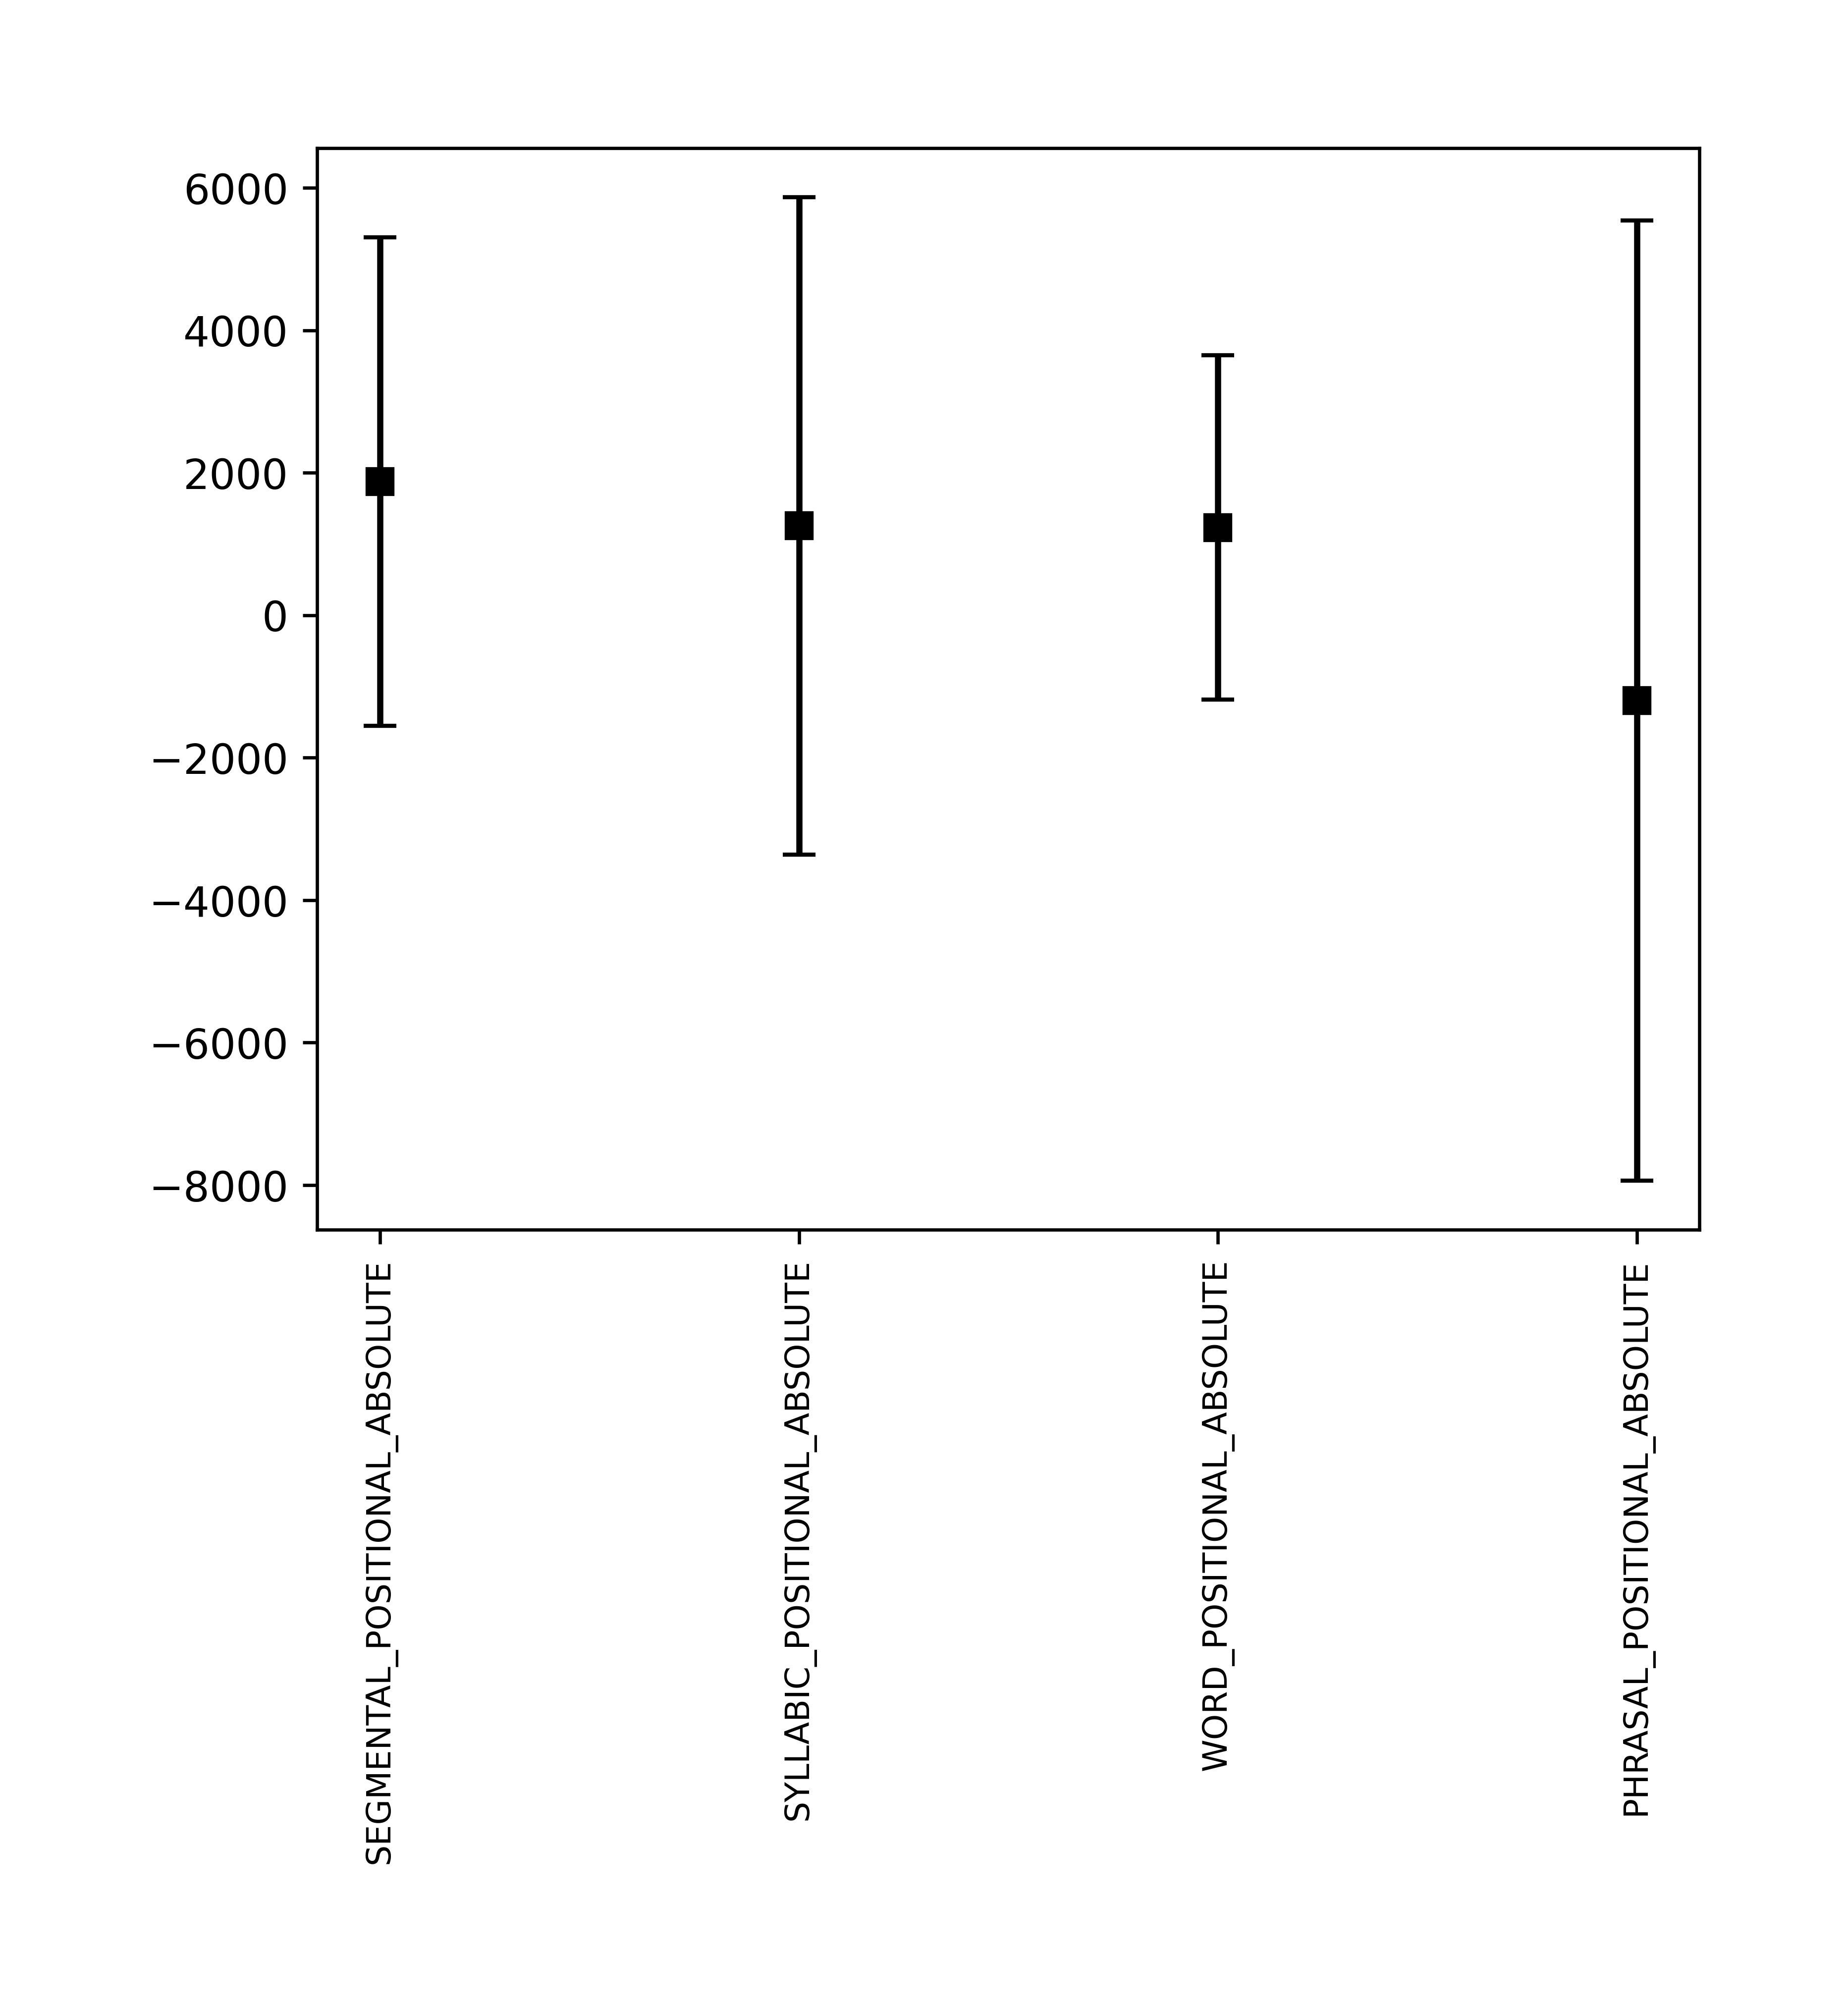 6000
4000
2000
0
−2000
−4000
−6000
−8000
SEGMENTAL_POSITIONAL_ABSOLUTE
SYLLABIC_POSITIONAL_ABSOLUTE
WORD_POSITIONAL_ABSOLUTE
PHRASAL_POSITIONAL_ABSOLUTE